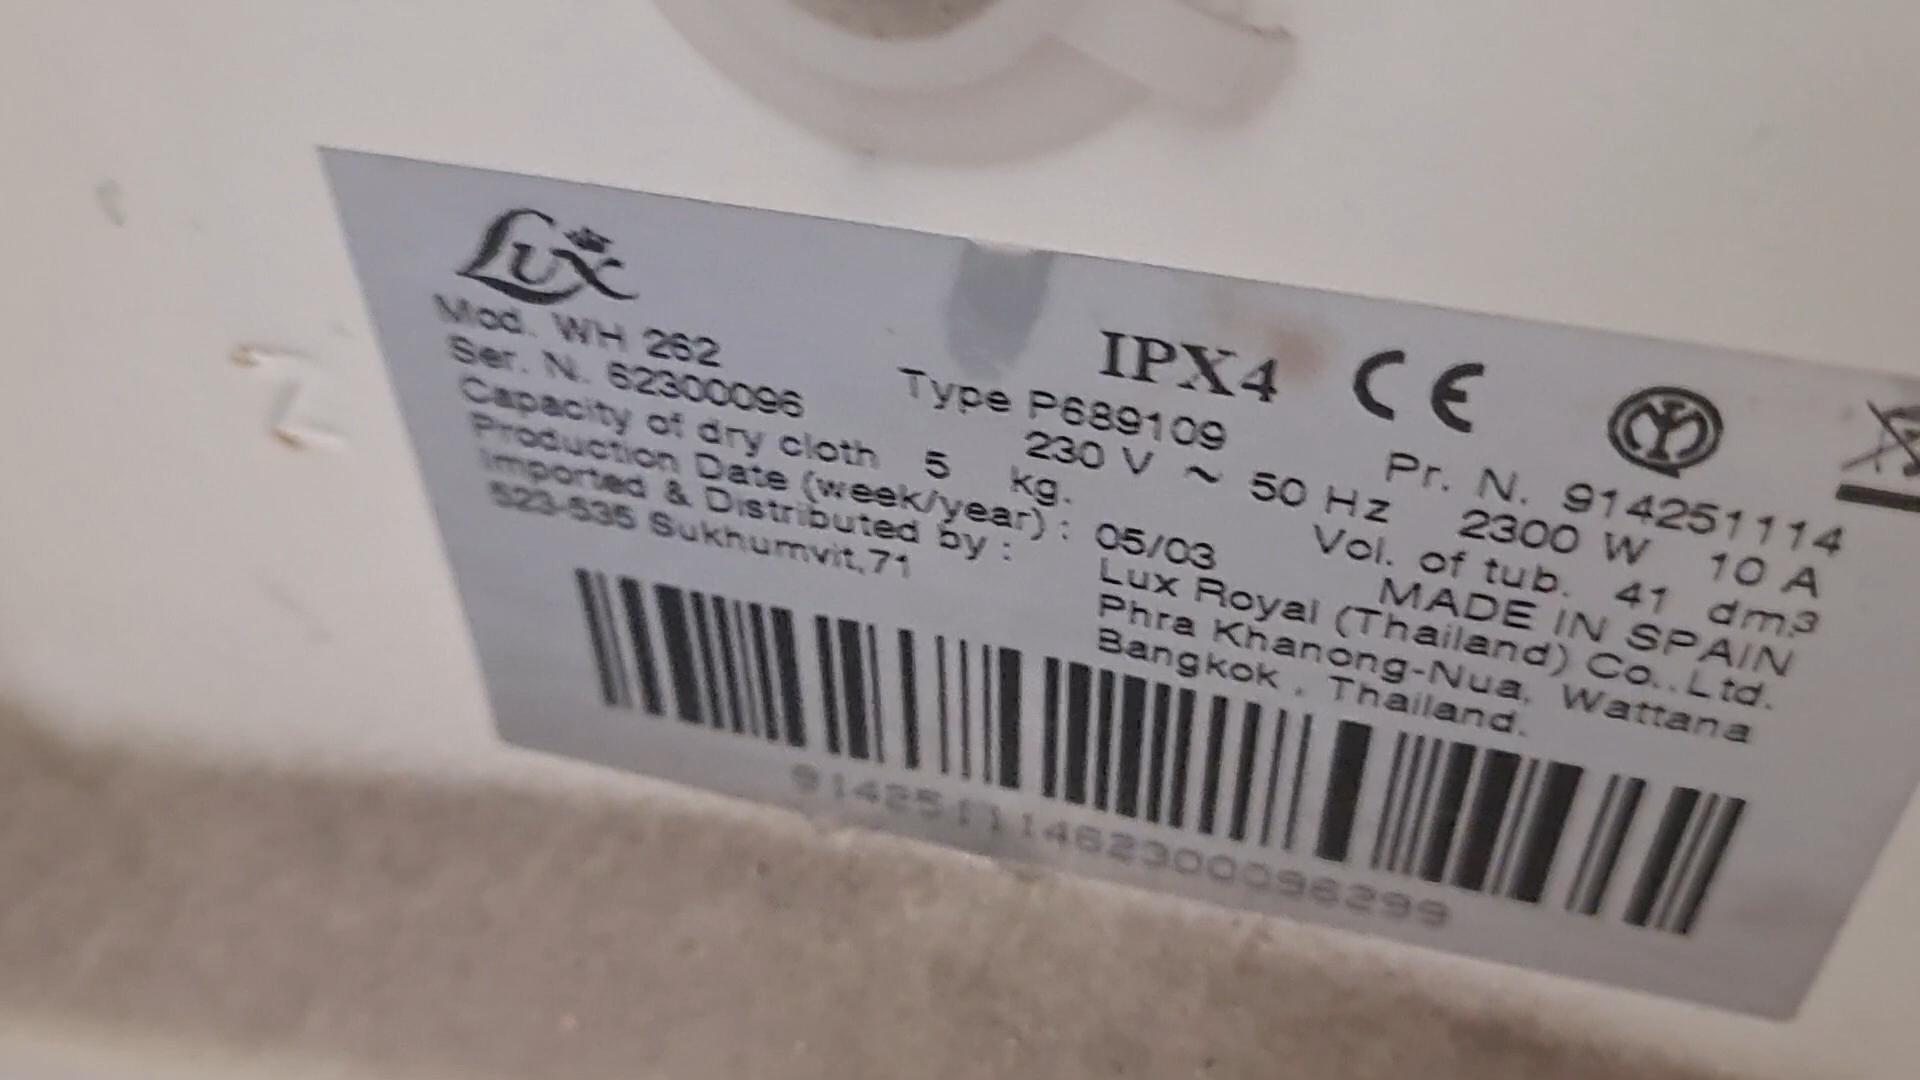 Lux
IPX4 CE
Mod. WH 262 Type P689109 Pr. N. 914251114
Ser. N. 62300096 230 V ~ 50 Hz 2300 W 10 A
Capacity of dry cloth 5 kg. Vol. of tub. 41 dm3
Production Date (week/year) : 05/03 MADE IN SPAIN
Imported & Distributed by : Lux Royal (Thailand) Co..Ltd.
523-535 Sukhumvit,71 Phra Khanong-Nua, Wattana
Bangkok , Thailand.
91425111462300096299